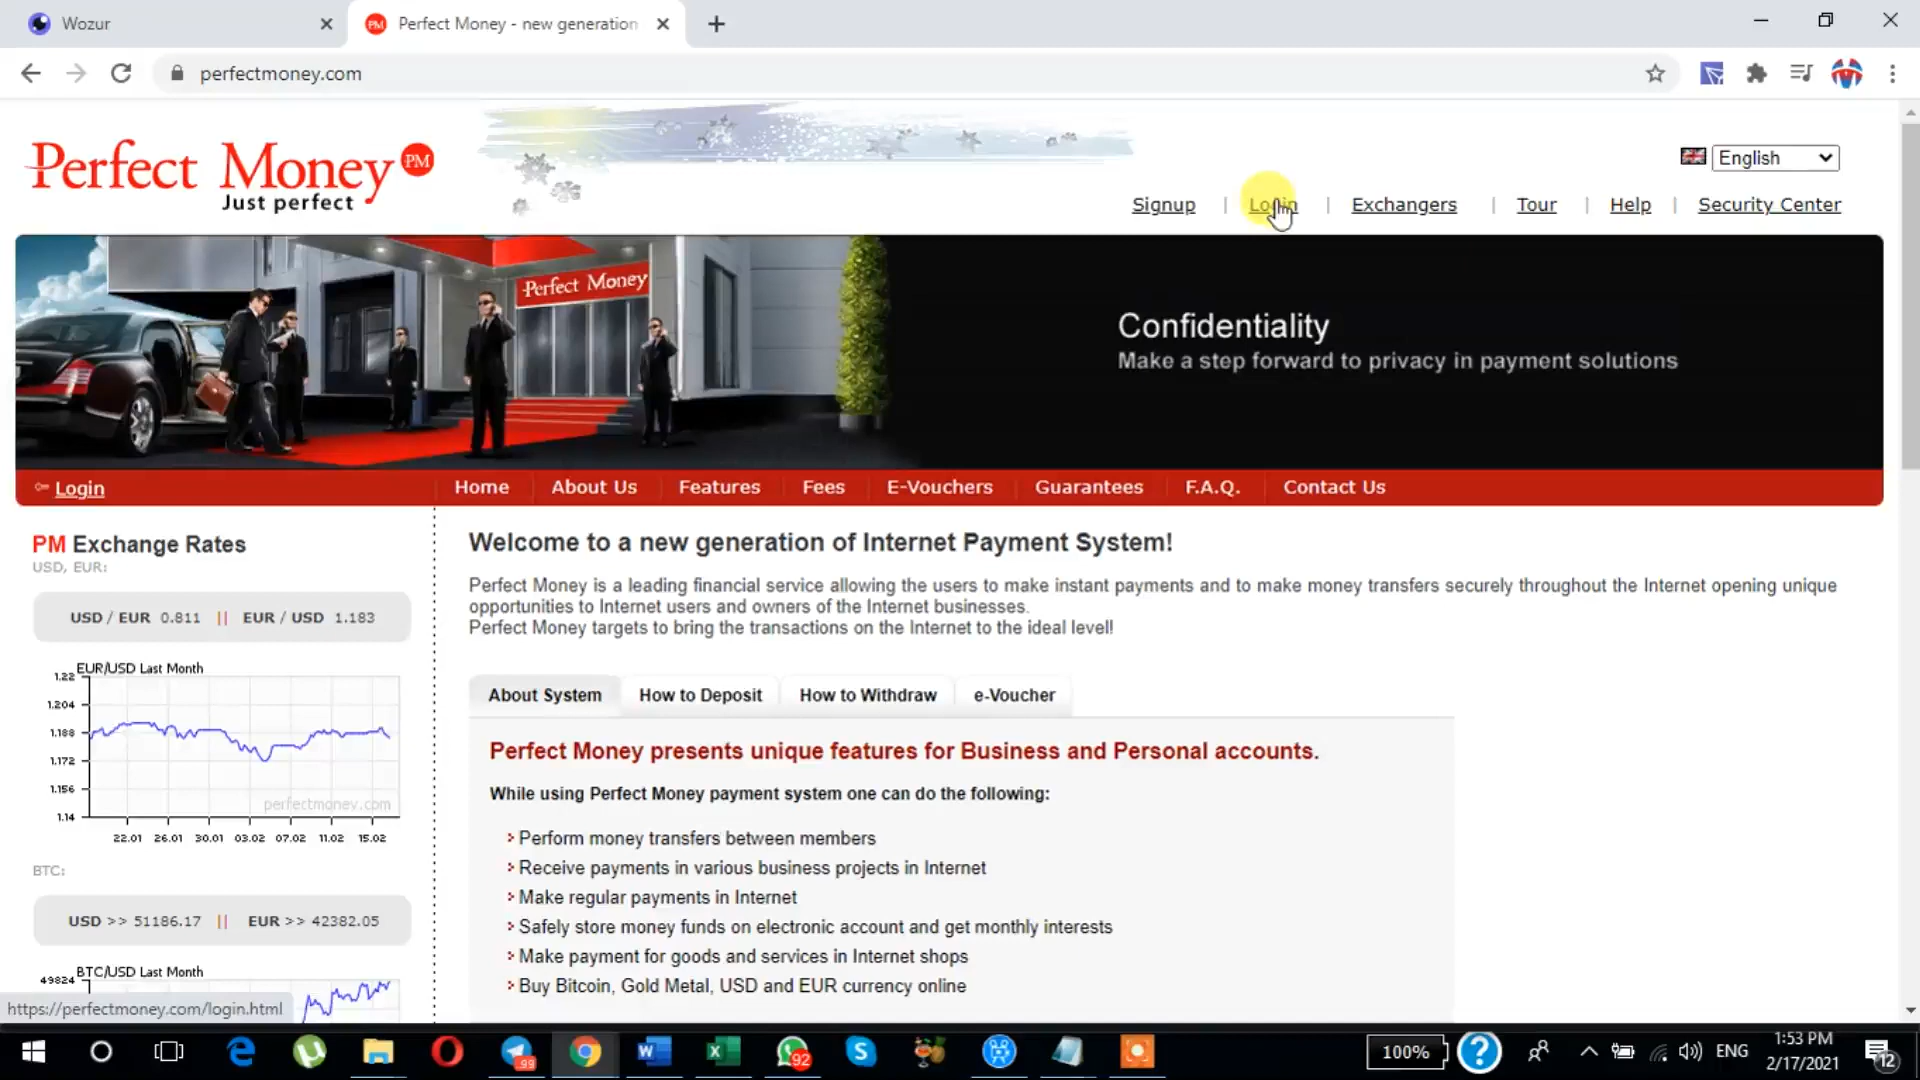 Wozur
Perfect Money - new generation
perfectmoney.com
Perfect Money PM
Just perfect
English
Signup | Login | Exchangers | Tour | Help | Security Center
Perfect Money
Confidentiality
Make a step forward to privacy in payment solutions
Login
Home About Us Features Fees E-Vouchers Guarantees F.A.Q. Contact Us
PM Exchange Rates
USD, EUR:
USD / EUR 0.811 || EUR / USD 1.183
EUR/USD Last Month
1.22
1.204
1.188
1.172
1.156
1.14
perfectmoney.com
22.01 26.01 30.01 03.02 07.02 11.02 15.02
BTC:
USD >> 51186.17 || EUR >> 42382.05
BTC/USD Last Month
49824
https://perfectmoney.com/login.html
Welcome to a new generation of Internet Payment System!
Perfect Money is a leading financial service allowing the users to make instant payments and to make money transfers securely throughout the Internet opening unique
opportunities to Internet users and owners of the Internet businesses.
Perfect Money targets to bring the transactions on the Internet to the ideal level!
About System How to Deposit How to Withdraw e-Voucher
Perfect Money presents unique features for Business and Personal accounts.
While using Perfect Money payment system one can do the following:
Perform money transfers between members
Receive payments in various business projects in Internet
Make regular payments in Internet
Safely store money funds on electronic account and get monthly interests
Make payment for goods and services in Internet shops
Buy Bitcoin, Gold Metal, USD and EUR currency online
99
92
100%
ENG
1:53 PM
2/17/2021
12